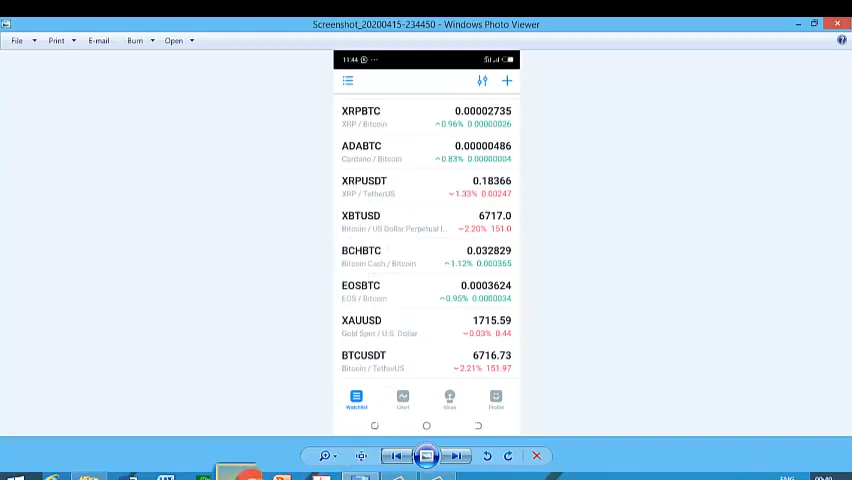 Screenshot_20200415-234450 - Windows Photo Viewer
File Print E-mail Burn Open
11:44
XRPBTC 0.00002735
XRP / Bitcoin 0.96% 0.00000026
ADABTC 0.00000486
Cardano / Bitcoin 0.83% 0.00000004
XRPUSDT 0.18366
XRP / TetherUS 1.33% 0.00247
XBTUSD 6717.0
Bitcoin / US Dollar Perpetual I... 2.20% 151.0
BCHBTC 0.032829
Bitcoin Cash / Bitcoin 1.12% 0.000365
EOSBTC 0.0003624
EOS / Bitcoin 0.95% 0.0000034
XAUUSD 1715.59
Gold Spot / U.S. Dollar 0.03% 0.44
BTCUSDT 6716.73
Bitcoin / TetherUS 2.21% 151.97
Watchlist Chart Ideas Profile